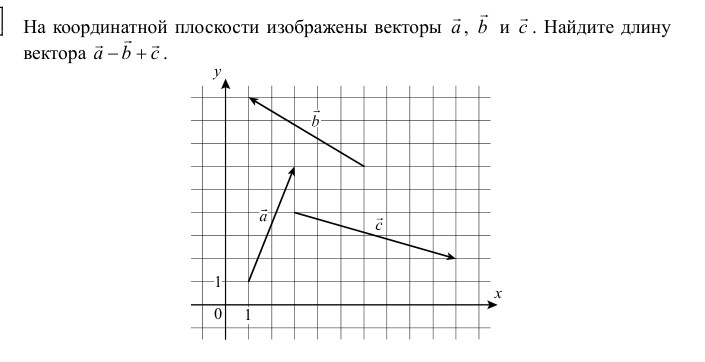 На координатной плоскости изображены векторы a⃗, b⃗ и c⃗. Найдите длину
вектора a⃗ − b⃗ + c⃗.
y
b⃗
a⃗
c⃗
1
x
0 1